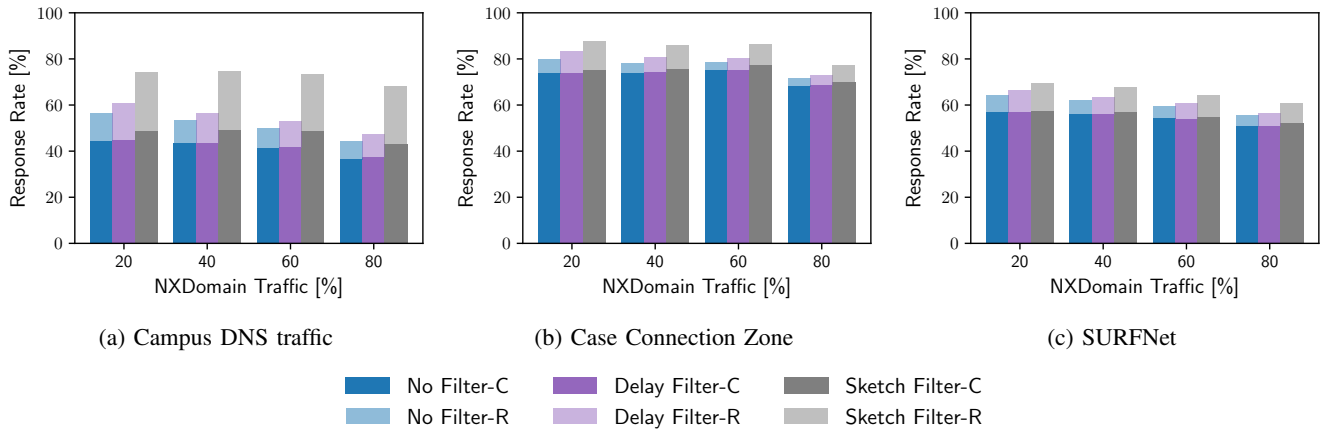 100
80
60
40
20
0
Response Rate [%]
20 40 60 80
NXDomain Traffic [%]
(a) Campus DNS traffic
100
80
60
40
20
0
Response Rate [%]
20 40 60 80
NXDomain Traffic [%]
(b) Case Connection Zone
100
80
60
40
20
0
Response Rate [%]
20 40 60 80
NXDomain Traffic [%]
(c) SURFNet
No Filter-C Delay Filter-C Sketch Filter-C
No Filter-R Delay Filter-R Sketch Filter-R